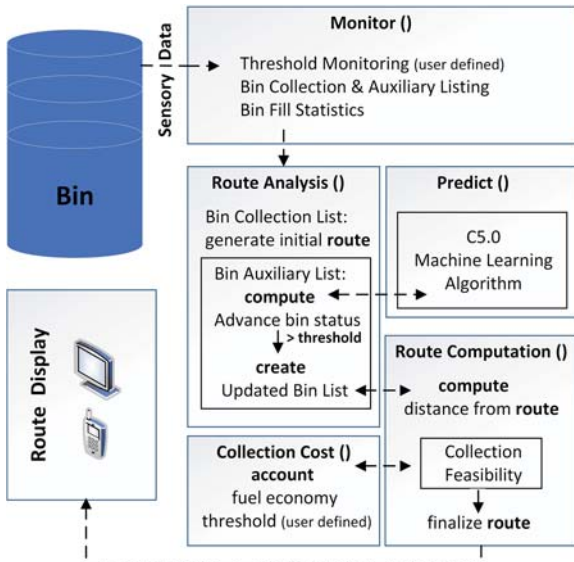 Bin
Sensory Data
Monitor ()
Threshold Monitoring (user defined)
Bin Collection & Auxiliary Listing
Bin Fill Statistics
Route Analysis ()
Bin Collection List:
generate initial route
Bin Auxiliary List:
compute
Advance bin status
> threshold
create
Updated Bin List
Predict ()
C5.0
Machine Learning
Algorithm
Route Computation ()
compute
distance from route
Collection
Feasibility
finalize route
Collection Cost ()
account
fuel economy
threshold (user defined)
Route Display